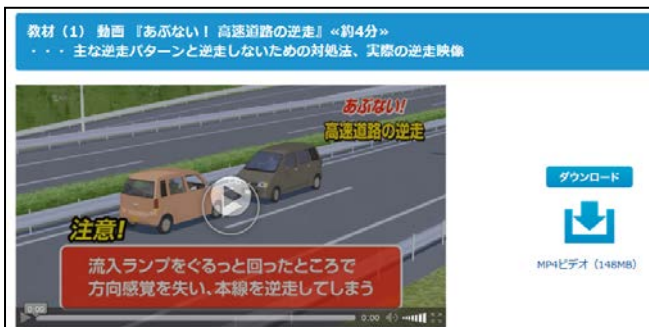 教材（1） 動画 『あぶない！ 高速道路の逆走』≪約4分≫
・・・ 主な逆走パターンと逆走しないための対処法、実際の逆走映像
あぶない!
高速道路の逆走
注意!
流入ランプをぐるっと回ったところで
方向感覚を失い、本線を逆走してしまう
0:00
0:00
ダウンロード
MP4ビデオ（148MB）